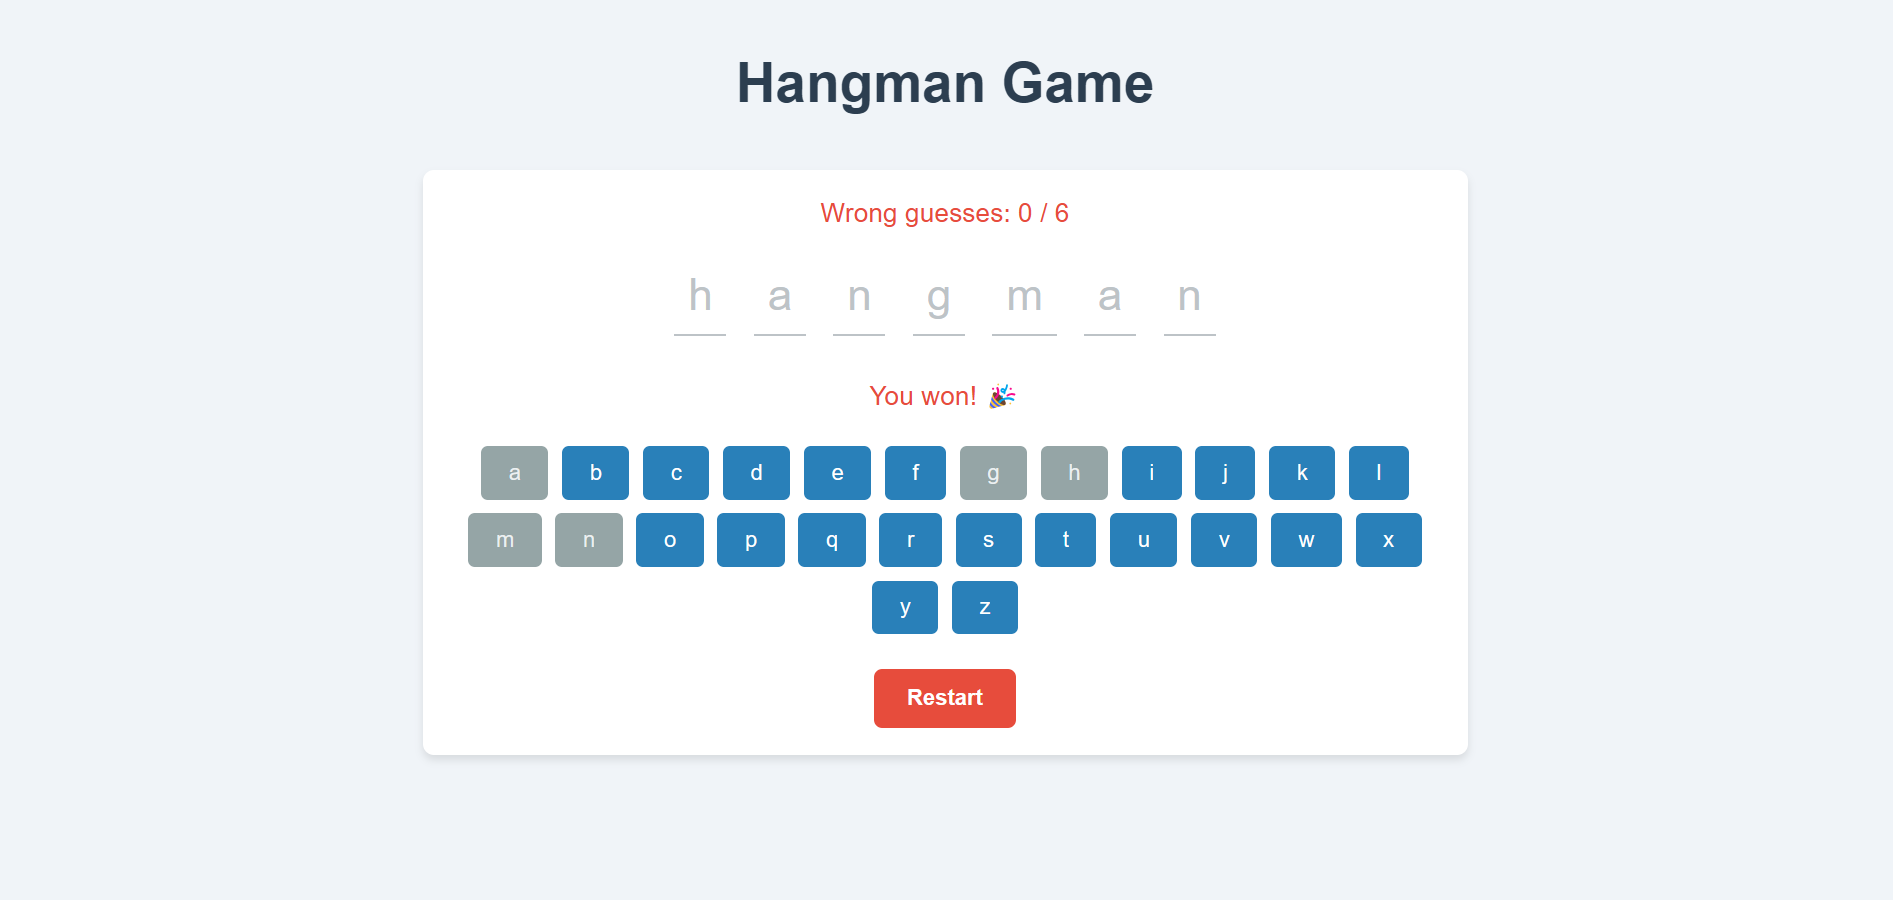 Hangman Game
Wrong guesses: 0 / 6
h a n g m a n
You won! 🎉
a b c d e f g h i j k l
m n o p q r s t u v w x
y z
Restart